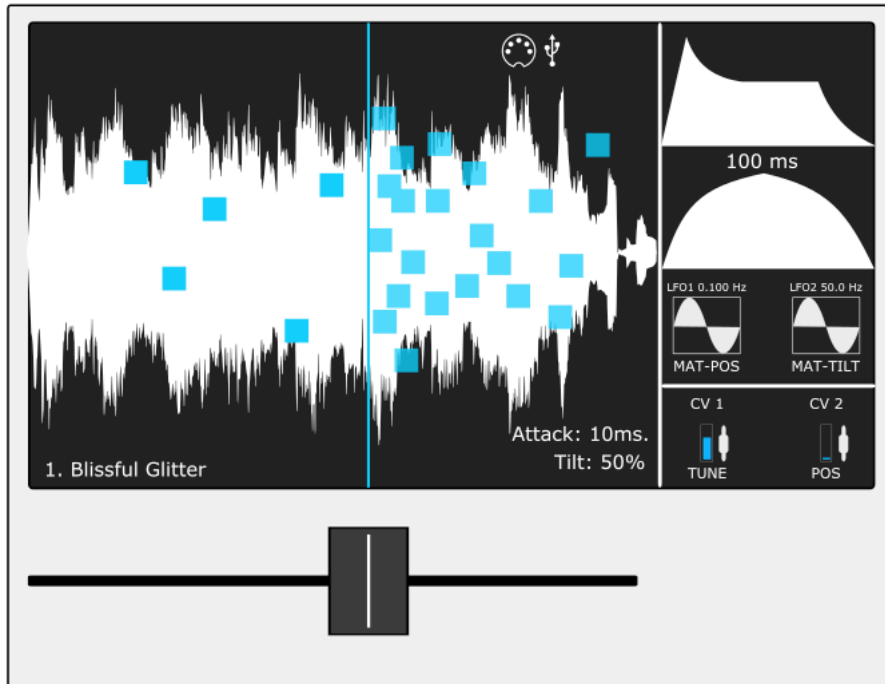 100 ms
LFO1 0.100 Hz
LFO2 50.0 Hz
MAT-POS
MAT-TILT
CV 1
CV 2
Attack: 10ms.
Tilt: 50%
1. Blissful Glitter
TUNE
POS